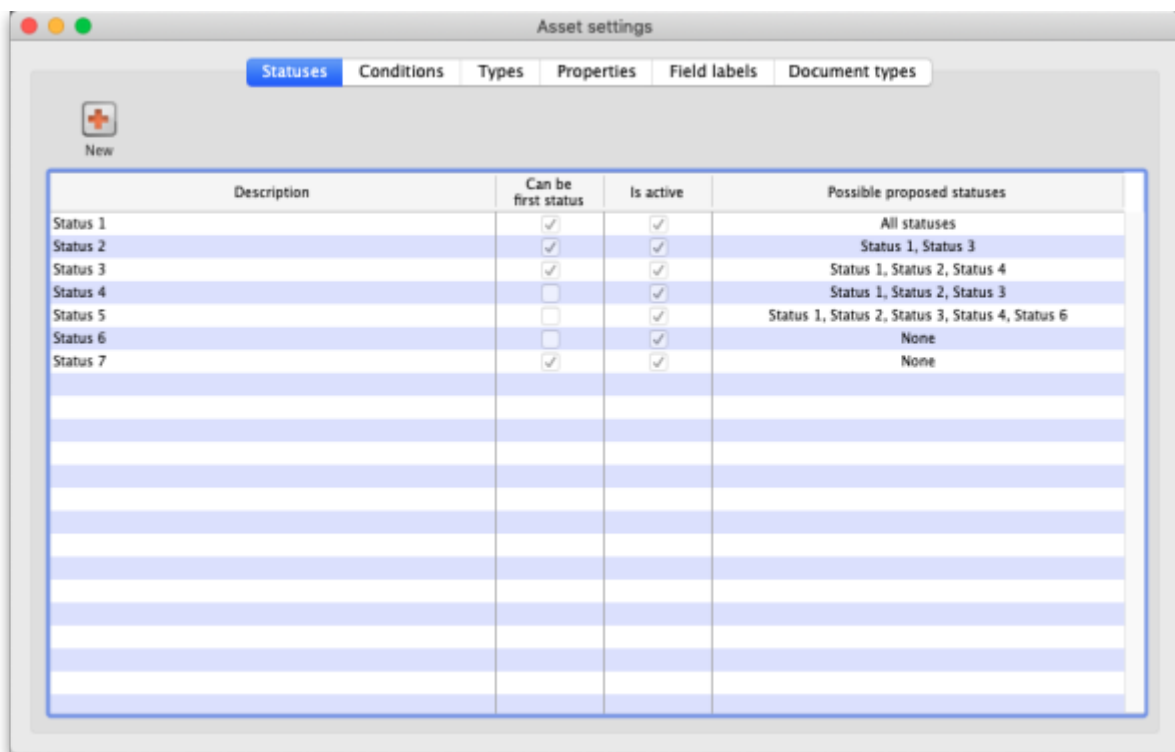 Asset settings
Statuses Conditions Types Properties Field labels Document types
New
Description Can be first status Is active Possible proposed statuses
Status 1 All statuses
Status 2 Status 1, Status 3
Status 3 Status 1, Status 2, Status 4
Status 4 Status 1, Status 2, Status 3
Status 5 Status 1, Status 2, Status 3, Status 4, Status 6
Status 6 None
Status 7 None